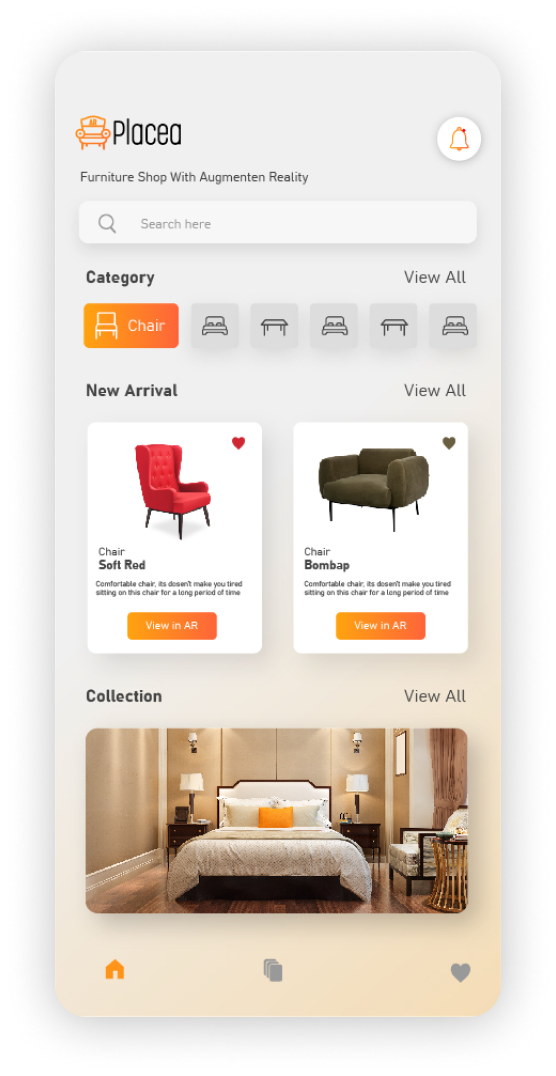 AR
Placea
Furniture Shop With Augmenten Reality
Search here
Category View All
Chair
New Arrival View All
Chair
Soft Red
Comfortable chair, its dosen't make you tired
sitting on this chair for a long period of time
View in AR
Chair
Bombap
Comfortable chair, its dosen't make you tired
sitting on this chair for a long period of time
View in AR
Collection View All